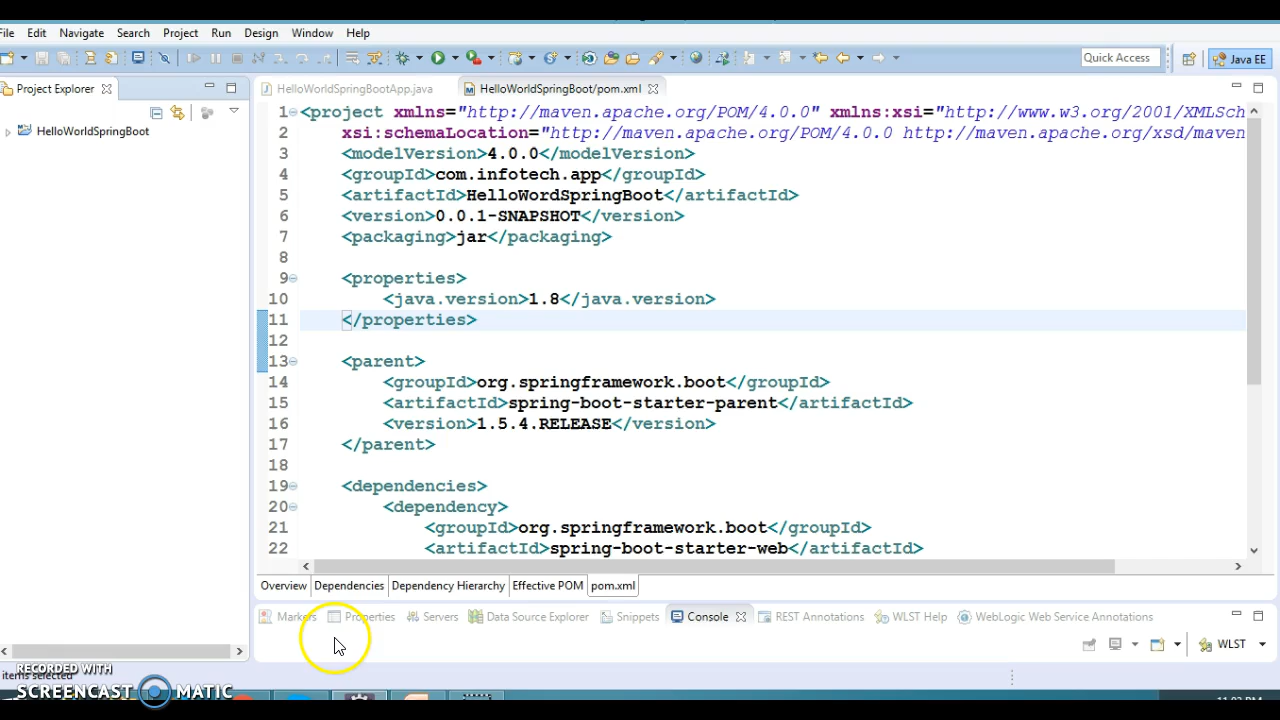 File Edit Navigate Search Project Run Design Window Help
Quick Access Java EE
Project Explorer HelloWorldSpringBootApp.java HelloWorldSpringBoot/pom.xml
HelloWorldSpringBoot
1 <project xmlns="http://maven.apache.org/POM/4.0.0" xmlns:xsi="http://www.w3.org/2001/XMLSch
2 xsi:schemaLocation="http://maven.apache.org/POM/4.0.0 http://maven.apache.org/xsd/maven
3 <modelVersion>4.0.0</modelVersion>
4 <groupId>com.infotech.app</groupId>
5 <artifactId>HelloWordSpringBoot</artifactId>
6 <version>0.0.1-SNAPSHOT</version>
7 <packaging>jar</packaging>
8
9 <properties>
10 <java.version>1.8</java.version>
11 </properties>
12
13 <parent>
14 <groupId>org.springframework.boot</groupId>
15 <artifactId>spring-boot-starter-parent</artifactId>
16 <version>1.5.4.RELEASE</version>
17 </parent>
18
19 <dependencies>
20 <dependency>
21 <groupId>org.springframework.boot</groupId>
22 <artifactId>spring-boot-starter-web</artifactId>
Overview Dependencies Dependency Hierarchy Effective POM pom.xml
Markers Properties Servers Data Source Explorer Snippets Console REST Annotations WLST Help WebLogic Web Service Annotations
WLST
items selected
RECORDED WITH
SCREENCAST MATIC